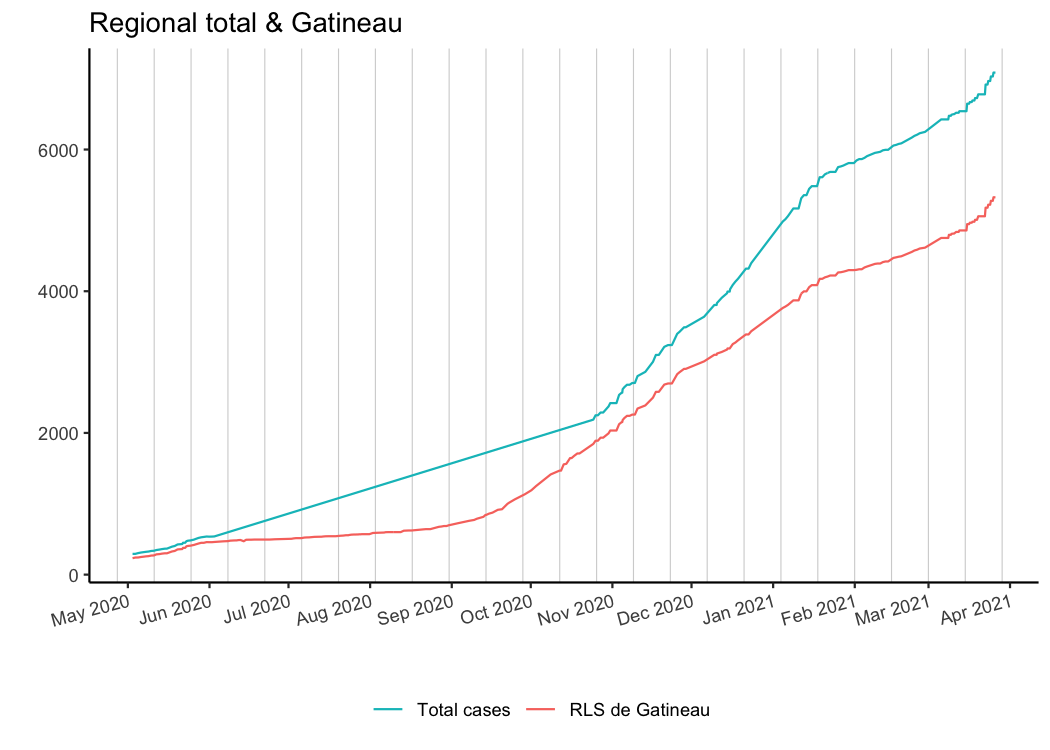 Regional total & Gatineau
6000
4000
2000
0
May 2020
Jun 2020
Jul 2020
Aug 2020
Sep 2020
Oct 2020
Nov 2020
Dec 2020
Jan 2021
Feb 2021
Mar 2021
Apr 2021
Total cases
RLS de Gatineau